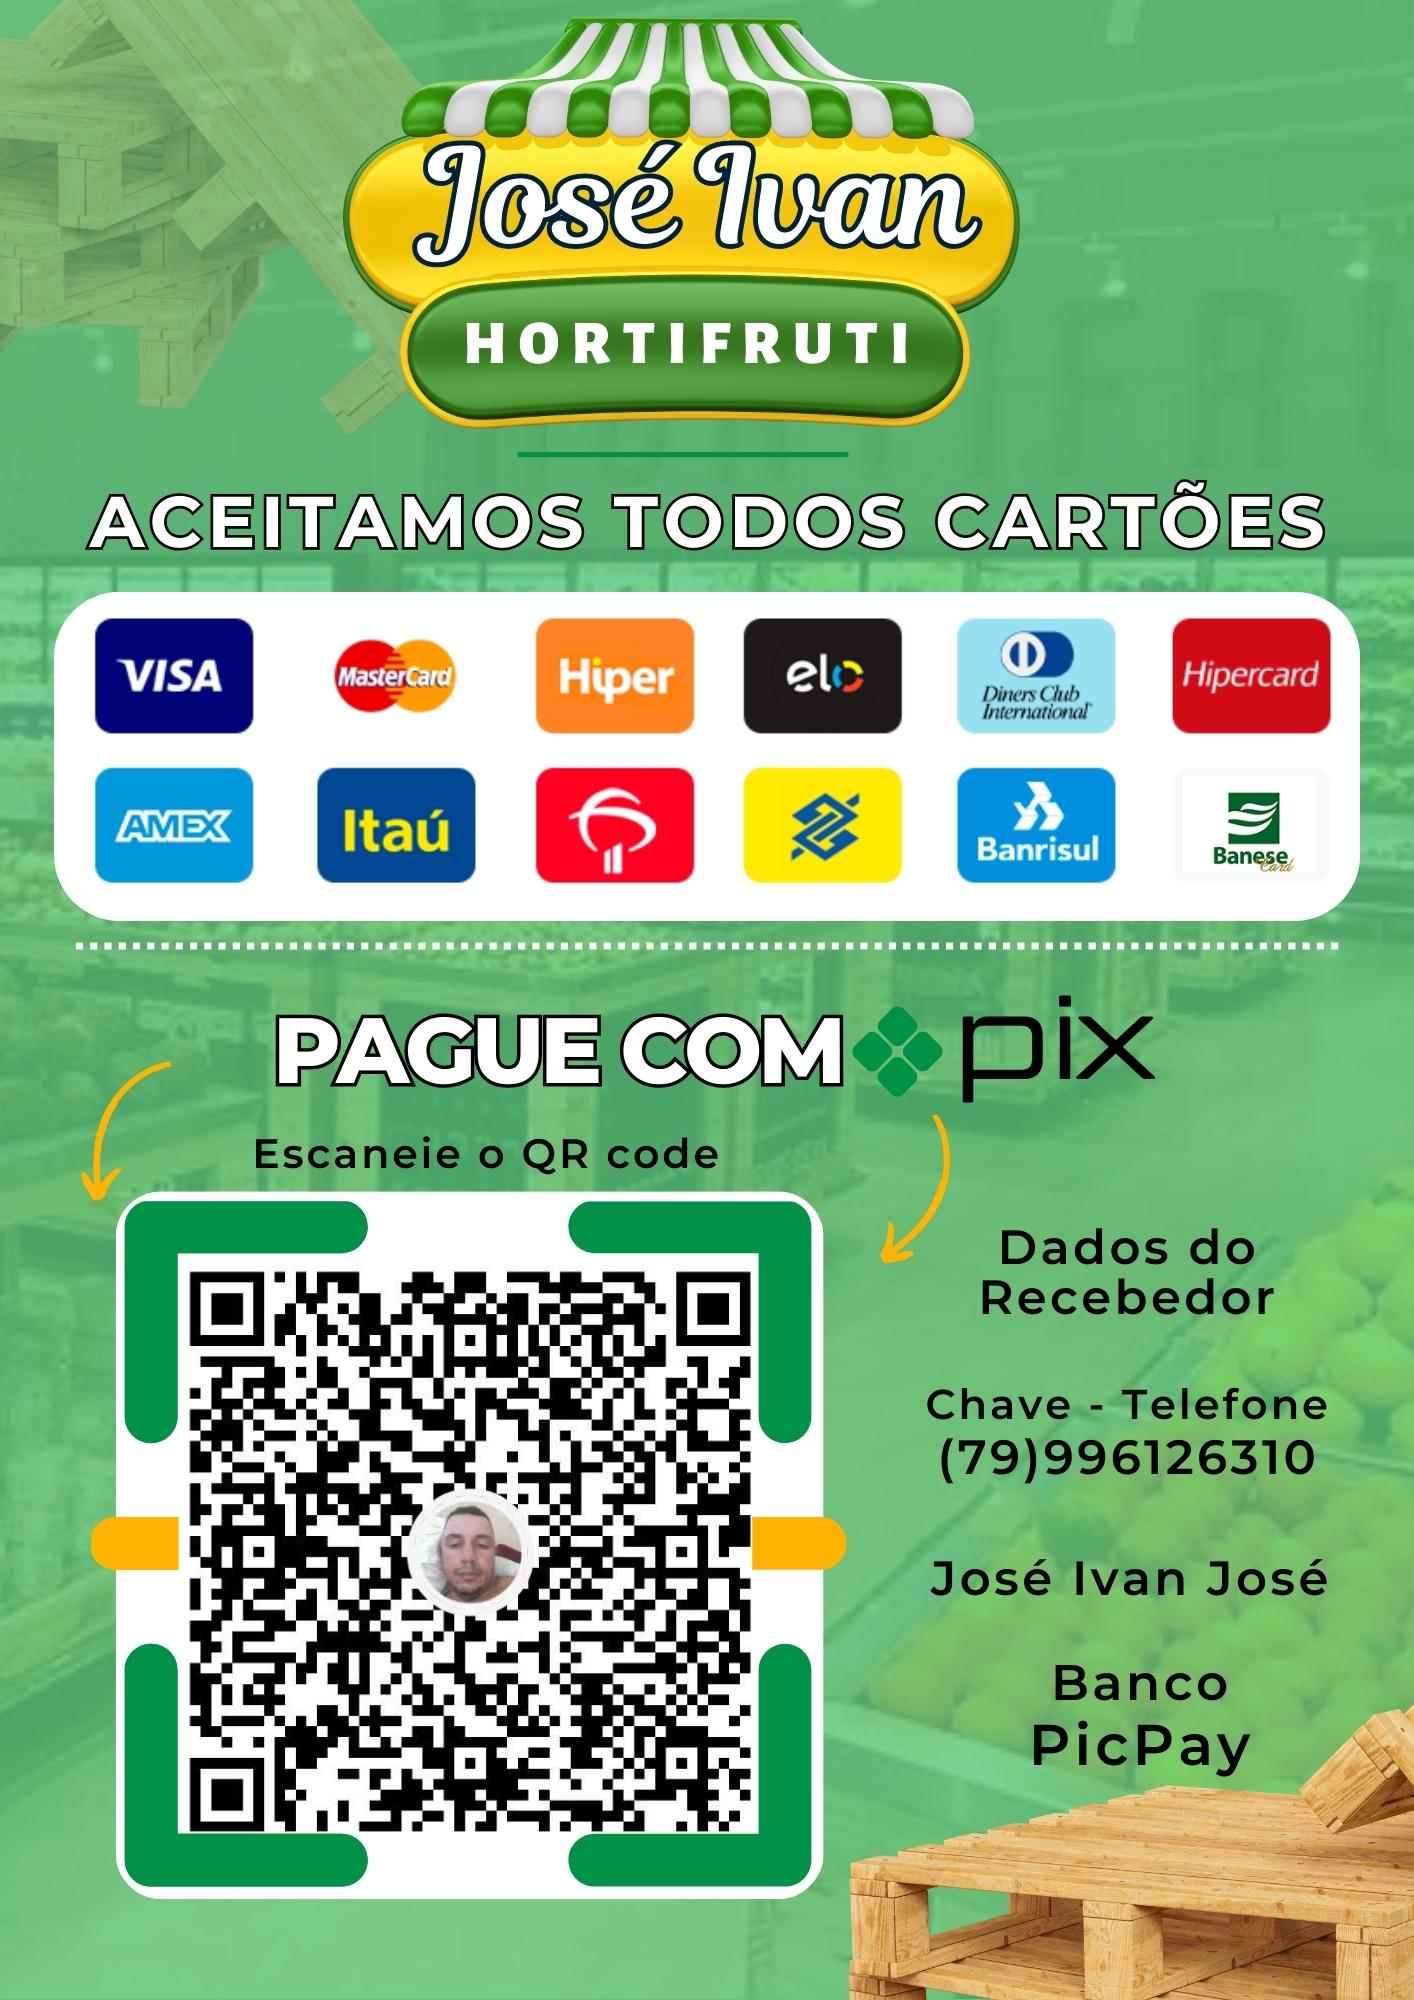 José Ivan
HORTIFRUTI
ACEITAMOS TODOS CARTÕES
VISA
MasterCard
Hiper
elo
Diners Club
International
Hipercard
AMEX
Itaú
Banrisul
Banese
Card
PAGUE COM pix
Escaneie o QR code
Dados do
Recebedor
Chave - Telefone
(79)996126310
José Ivan José
Banco
PicPay